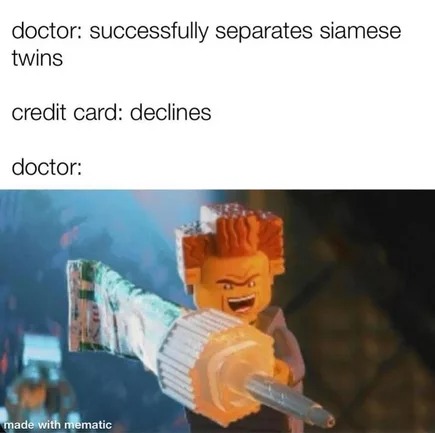 doctor: successfully separates siamese
twins
credit card: declines
doctor:
made with mematic